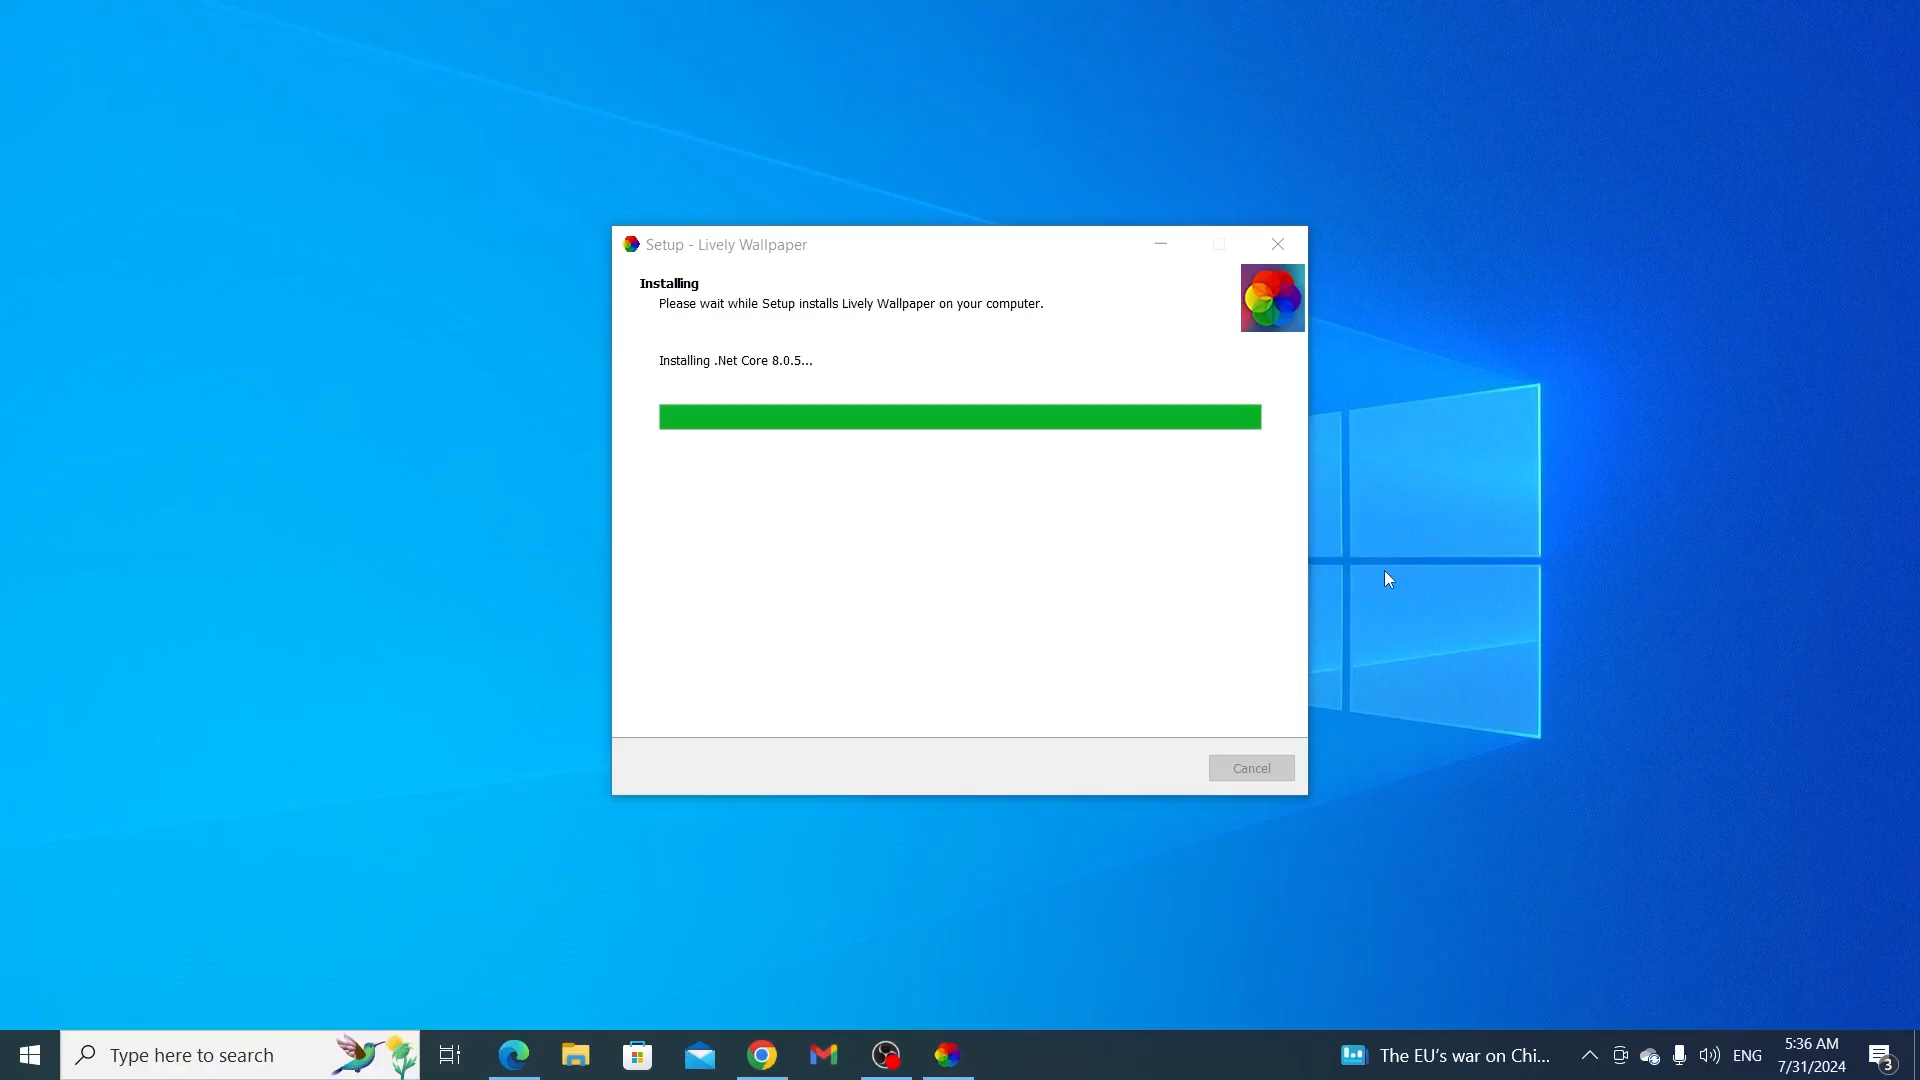 Setup - Lively Wallpaper
Installing
Please wait while Setup installs Lively Wallpaper on your computer.
Installing .Net Core 8.0.5...
Cancel
Type here to search
The EU's war on Chi...
ENG
5:36 AM
7/31/2024
3